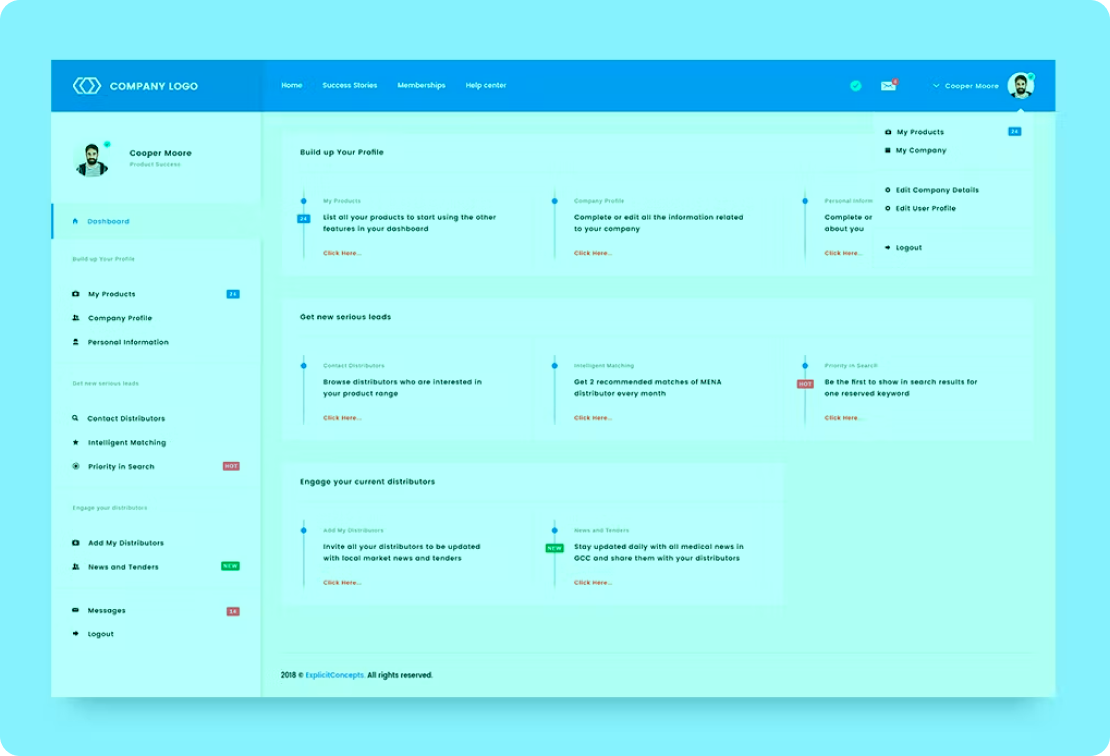 COMPANY LOGO
Home
Success Stories
Memberships
Help center
Cooper Moore
My Products
24
My Company
Edit Company Details
Edit User Profile
Logout
Cooper Moore
Product Success
Dashboard
Build up Your Profile
My Products
24
Company Profile
Personal Information
Get new serious leads
Contact Distributors
Intelligent Matching
Priority in Search
HOT
Engage your distributors
Add My Distributors
News and Tenders
NEW
Messages
14
Logout
Build up Your Profile
My Products
24
List all your products to start using the other
features in your dashboard
Click Here...
Company Profile
Complete or edit all the information related
to your company
Click Here...
Personal Inform
Complete or
about you
Click Here...
Get new serious leads
Contact Distributors
Browse distributors who are interested in
your product range
Click Here...
Intelligent Matching
Get 2 recommended matches of MENA
distributor every month
Click Here...
Priority in Search
HOT
Be the first to show in search results for
one reserved keyword
Click Here...
Engage your current distributors
Add My Distributors
Invite all your distributors to be updated
with local market news and tenders
Click Here...
News and Tenders
NEW
Stay updated daily with all medical news in
GCC and share them with your distributors
Click Here...
2018 © ExplicitConcepts. All rights reserved.